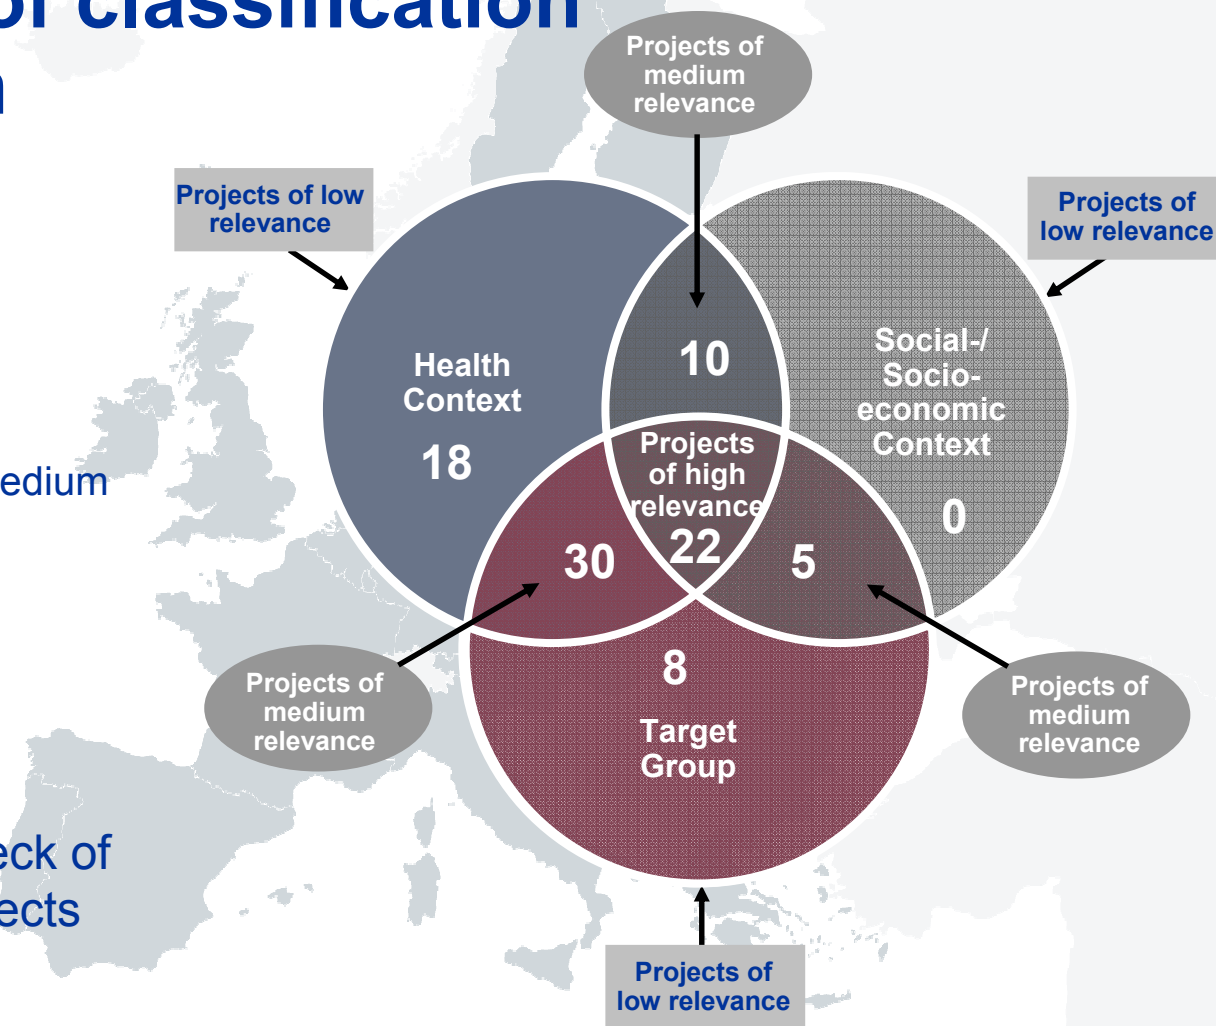 of classification
Projects of
medium
relevance
Projects of low
relevance
Projects of
low relevance
Health
Context
18
10
Social-/
Socio-
economic
Context
0
Projects
of high
relevance
22
edium
30
5
8
Target
Group
Projects of
medium
relevance
Projects of
medium
relevance
eck of
ects
Projects of
low relevance